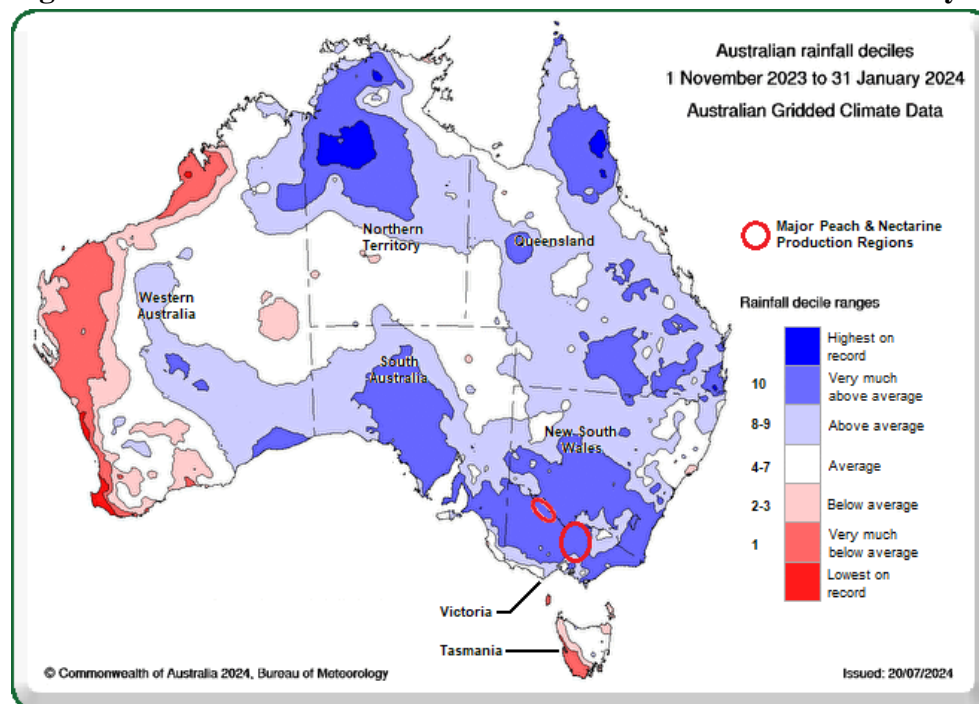 Australian rainfall deciles
1 November 2023 to 31 January 2024
Australian Gridded Climate Data
Major Peach & Nectarine
Production Regions
Northern
Territory
Queensland
Western
Australia
South
Australia
New South
Wales
Victoria
Tasmania
Rainfall decile ranges
Highest on
record
10 Very much
above average
8-9 Above average
4-7 Average
2-3 Below average
1 Very much
below average
Lowest on
record
© Commonwealth of Australia 2024, Bureau of Meteorology
Issued: 20/07/2024